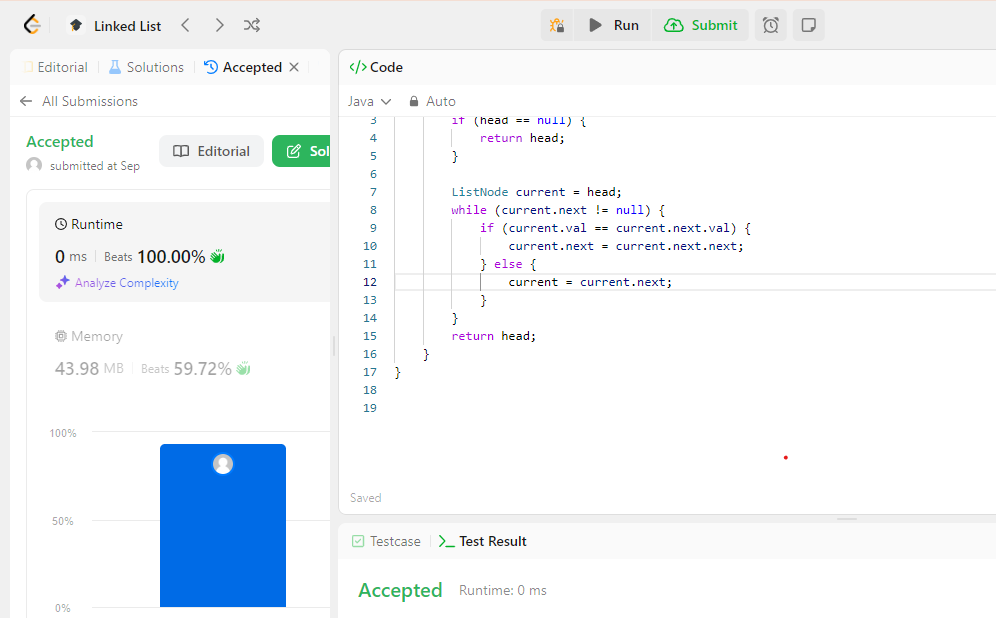 Linked List
Run
Submit
Editorial
Solutions
Accepted
All Submissions
Accepted
submitted at Sep
Editorial
Sol
Runtime
0 ms
Beats 100.00%
Analyze Complexity
Memory
43.98 MB
Beats 59.72%
100%
50%
0%
</> Code
Java
Auto
3 if (head == null) {
4 return head;
5 }
6
7 ListNode current = head;
8 while (current.next != null) {
9 if (current.val == current.next.val) {
10 current.next = current.next.next;
11 } else {
12 current = current.next;
13 }
14 }
15 return head;
16 }
17 }
18
19
Saved
Testcase
Test Result
Accepted
Runtime: 0 ms